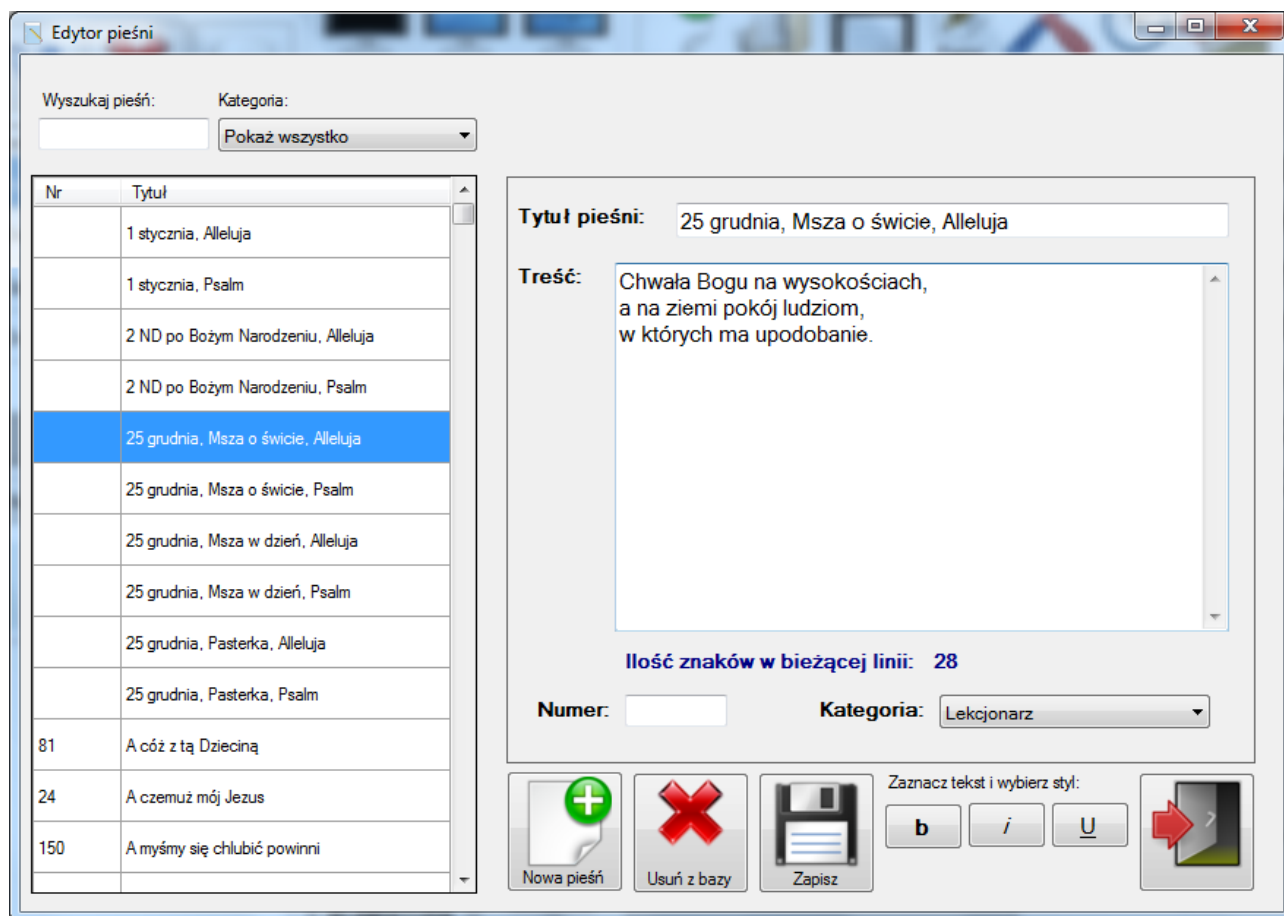 Edytor pieśni
Wyszukaj pieśń: Kategoria:
Pokaż wszystko
Nr Tytuł
1 stycznia, Alleluja
1 stycznia, Psalm
2 ND po Bożym Narodzeniu, Alleluja
2 ND po Bożym Narodzeniu, Psalm
25 grudnia, Msza o świcie, Alleluja
25 grudnia, Msza o świcie, Psalm
25 grudnia, Msza w dzień, Alleluja
25 grudnia, Msza w dzień, Psalm
25 grudnia, Pasterka, Alleluja
25 grudnia, Pasterka, Psalm
81 A cóż z tą Dzieciną
24 A czemuż mój Jezus
150 A myśmy się chlubić powinni
Tytuł pieśni: 25 grudnia, Msza o świcie, Alleluja
Treść: Chwała Bogu na wysokościach,
a na ziemi pokój ludziom,
w których ma upodobanie.
Ilość znaków w bieżącej linii: 28
Numer: Kategoria: Lekcjonarz
Nowa pieśń Usuń z bazy Zapisz
Zaznacz tekst i wybierz styl:
b i U